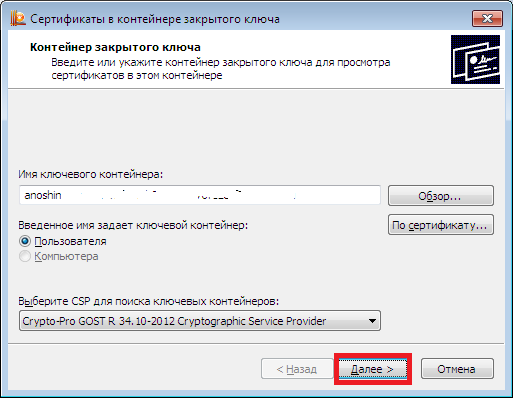 Сертификаты в контейнере закрытого ключа
Контейнер закрытого ключа
Введите или укажите контейнер закрытого ключа для просмотра
сертификатов в этом контейнере
Имя ключевого контейнера:
anoshin
Обзор...
Введенное имя задает ключевой контейнер:
По сертификату...
Пользователя
Компьютера
Выберите CSP для поиска ключевых контейнеров:
Crypto-Pro GOST R 34.10-2012 Cryptographic Service Provider
< Назад
Далее >
Отмена